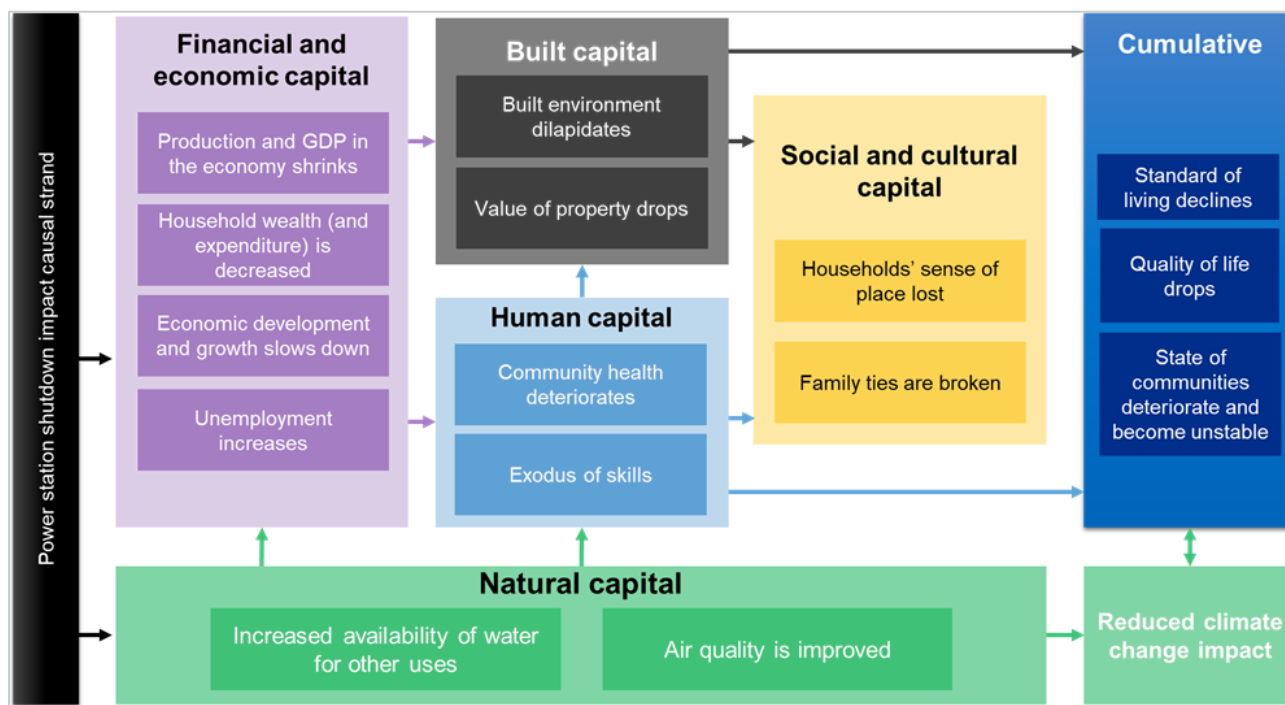 Power station shutdown impact causal strand
Financial and
economic capital
Production and GDP in
the economy shrinks
Household wealth (and
expenditure) is
decreased
Economic development
and growth slows down
Unemployment
increases
Built capital
Built environment
dilapidates
Value of property drops
Human capital
Community health
deteriorates
Exodus of skills
Social and cultural
capital
Households’ sense of
place lost
Family ties are broken
Cumulative
Standard of
living declines
Quality of life
drops
State of
communities
deteriorate and
become unstable
Natural capital
Increased availability of water
for other uses
Air quality is improved
Reduced climate
change impact